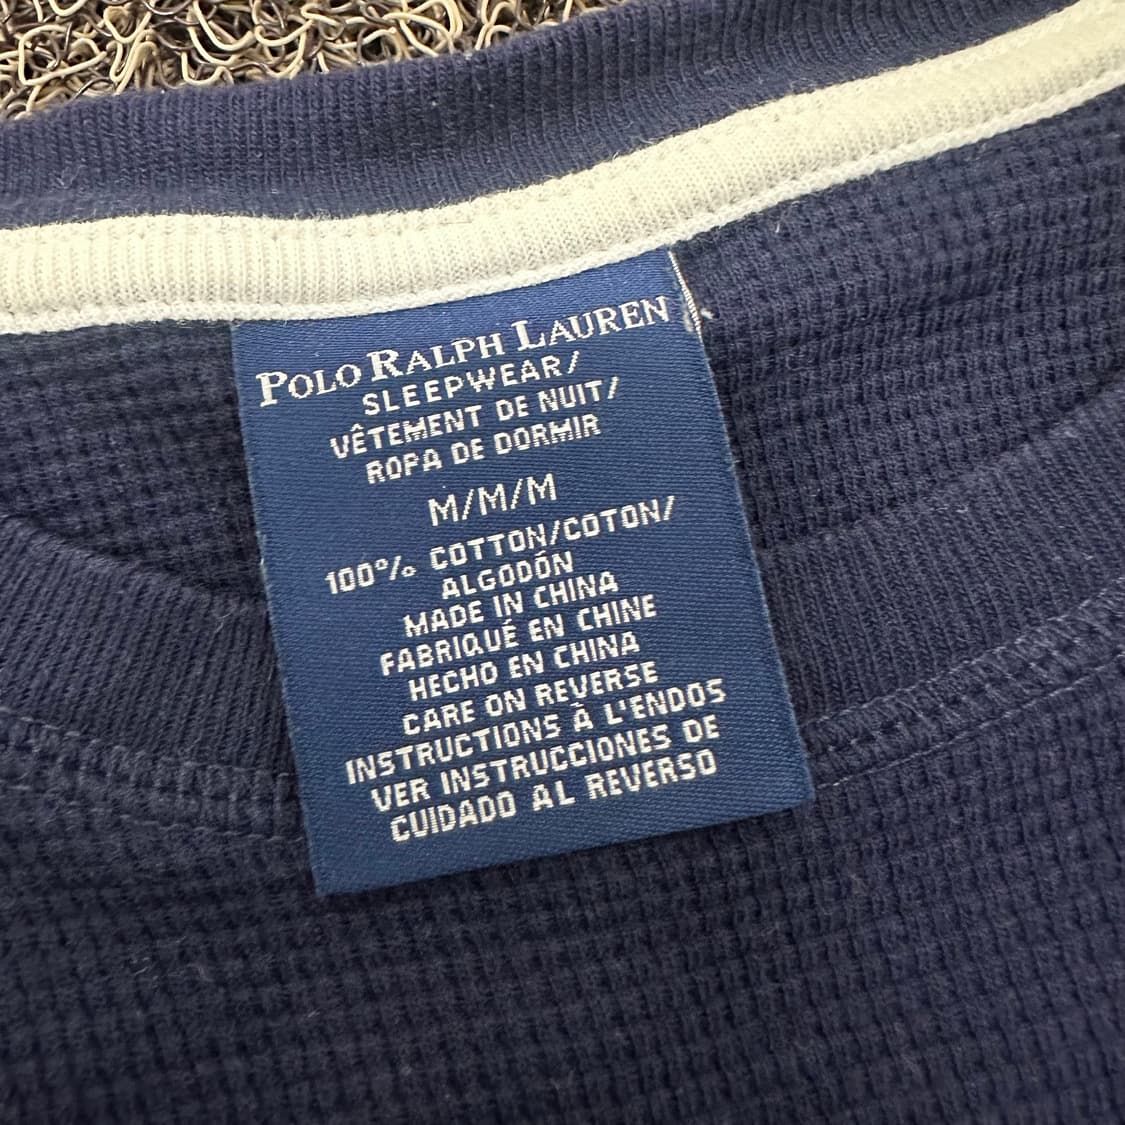 POLO RALPH LAUREN
SLEEPWEAR/
VÊTEMENT DE NUIT/
ROPA DE DORMIR
M/M/M
100% COTTON/COTON/
ALGODÓN
MADE IN CHINA
FABRIQUÉ EN CHINE
HECHO EN CHINA
CARE ON REVERSE
INSTRUCTIONS À L'ENDOS
VER INSTRUCCIONES DE
CUIDADO AL REVERSO